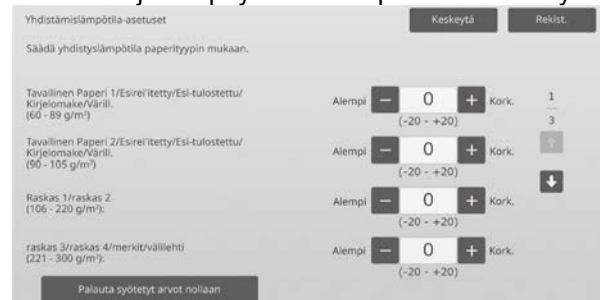 Yhdistämislämpötila-asetukset
Keskeytä
Rekist.
Säädä yhdistyslämpötila paperityypin mukaan.
Tavallinen Paperi 1/Esirei'itetty/Esi-tulostettu/
Kirjelomake/Värill.
(60 - 89 g/m²)
Alempi − 0 + Kork.
(-20 - +20)
1
3
Tavallinen Paperi 2/Esirei'itetty/Esi-tulostettu/
Kirjelomake/Värill.
(90 - 105 g/m²)
Alempi − 0 + Kork.
(-20 - +20)
Raskas 1/raskas 2
(106 - 220 g/m²):
Alempi − 0 + Kork.
(-20 - +20)
raskas 3/raskas 4/merkit/välilehti
(221 - 300 g/m²):
Alempi − 0 + Kork.
(-20 - +20)
Palauta syötetyt arvot nollaan